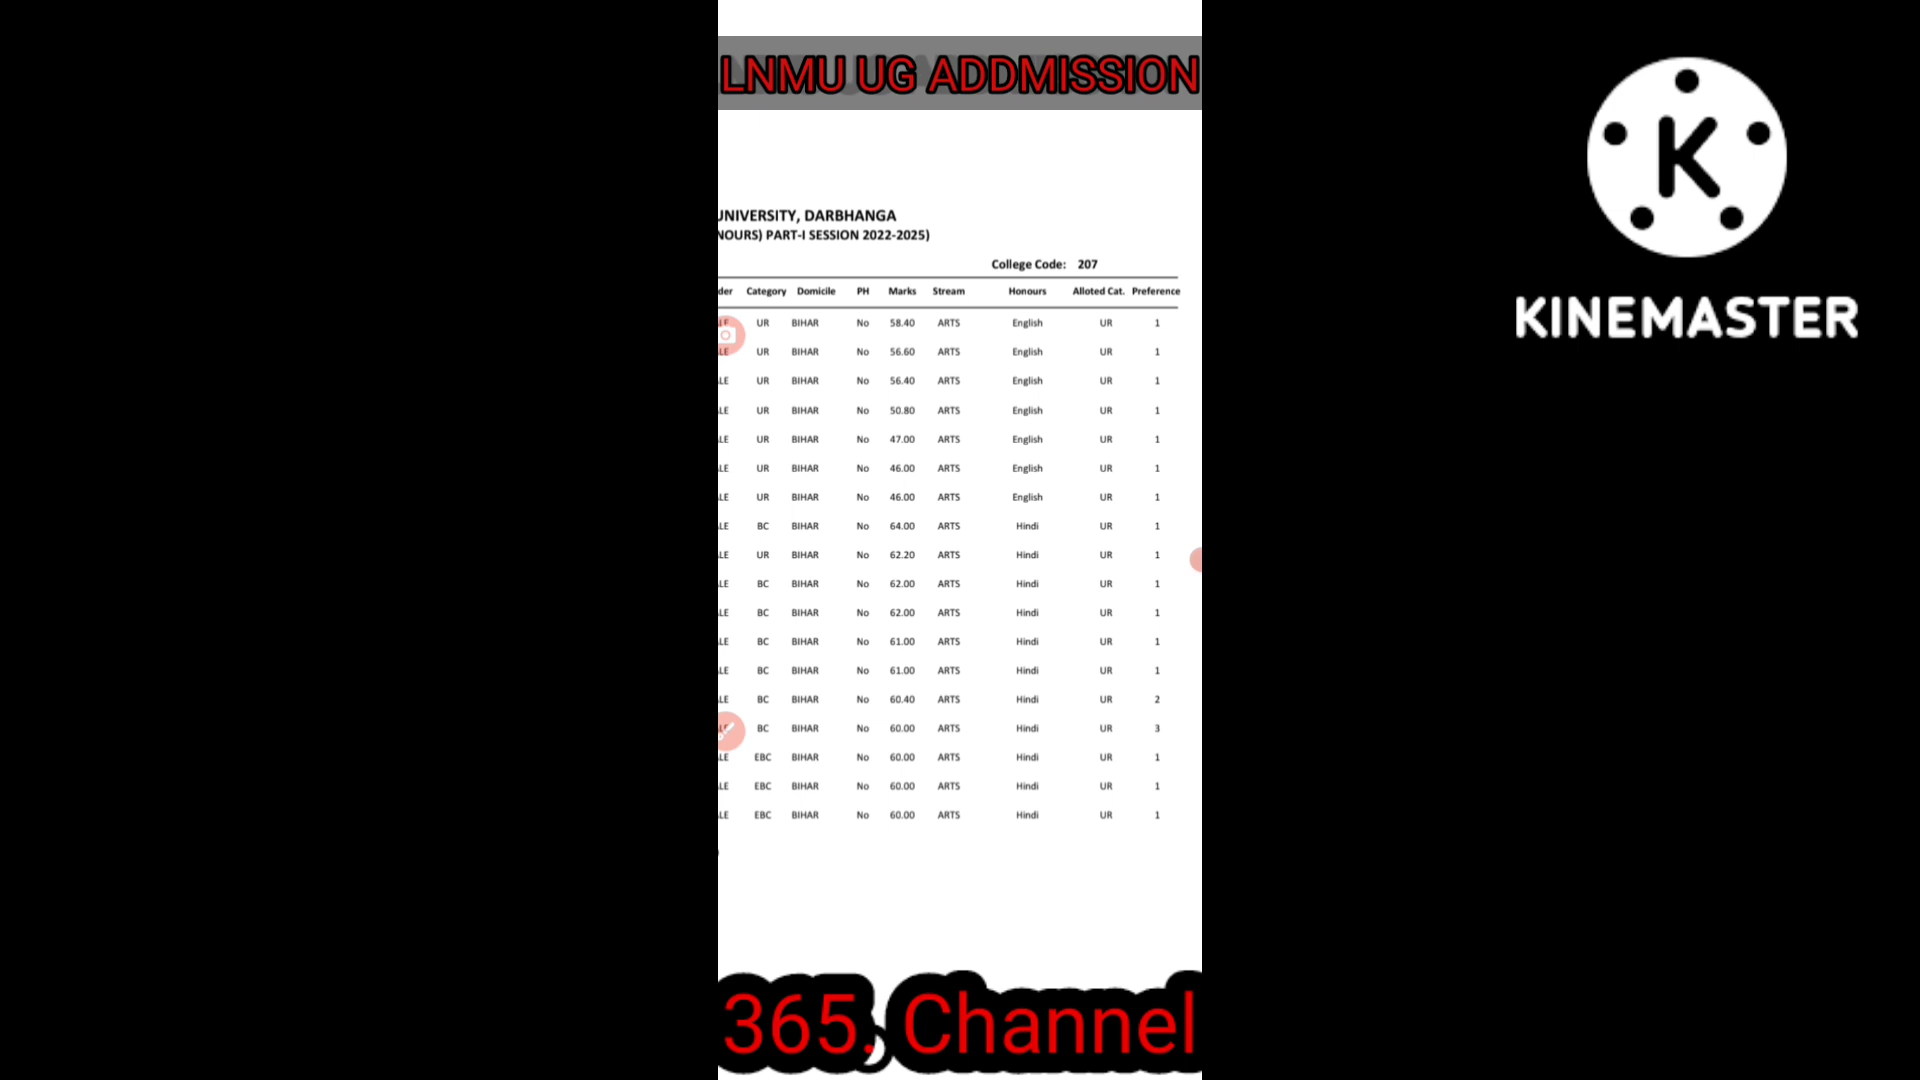 LNMU UG ADDMISSION
K
KINEMASTER
UNIVERSITY, DARBHANGA
NOURS) PART-I SESSION 2022-2025)
College Code: 207
der Category Domicile PH Marks Stream Honours Alloted Cat. Preference
LE UR BIHAR No 58.40 ARTS English UR 1
LE UR BIHAR No 56.60 ARTS English UR 1
LE UR BIHAR No 56.40 ARTS English UR 1
LE UR BIHAR No 50.80 ARTS English UR 1
LE UR BIHAR No 47.00 ARTS English UR 1
LE UR BIHAR No 46.00 ARTS English UR 1
LE UR BIHAR No 46.00 ARTS English UR 1
LE BC BIHAR No 64.00 ARTS Hindi UR 1
LE UR BIHAR No 62.20 ARTS Hindi UR 1
LE BC BIHAR No 62.00 ARTS Hindi UR 1
LE BC BIHAR No 62.00 ARTS Hindi UR 1
LE BC BIHAR No 61.00 ARTS Hindi UR 1
LE BC BIHAR No 61.00 ARTS Hindi UR 1
LE BC BIHAR No 60.40 ARTS Hindi UR 2
LE BC BIHAR No 60.00 ARTS Hindi UR 3
LE EBC BIHAR No 60.00 ARTS Hindi UR 1
LE EBC BIHAR No 60.00 ARTS Hindi UR 1
LE EBC BIHAR No 60.00 ARTS Hindi UR 1
365, Channel